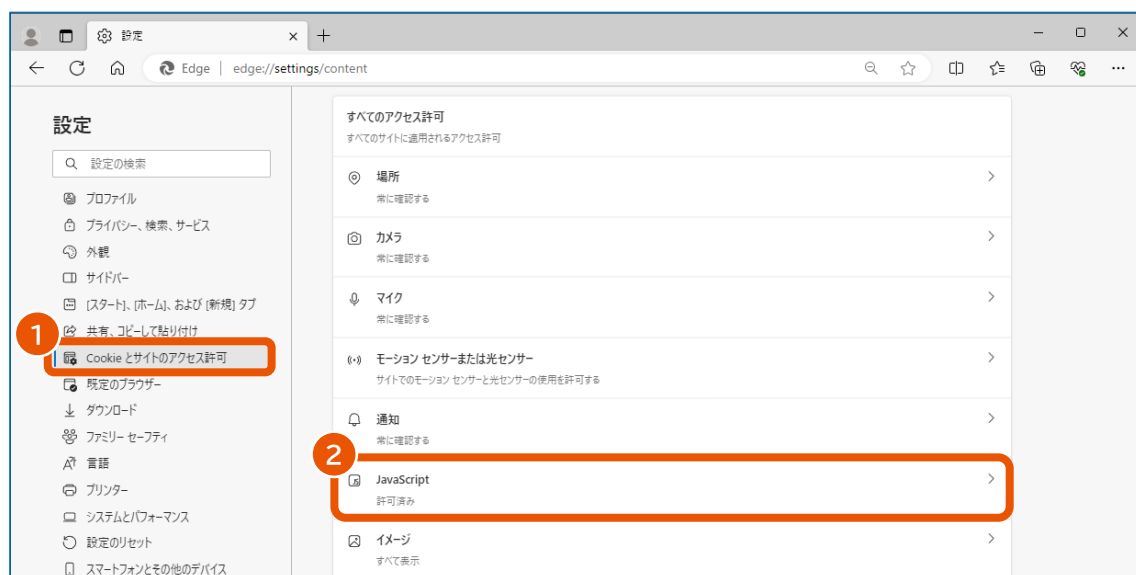 設定
Edge | edge://settings/content
設定
設定の検索
プロファイル
プライバシー、検索、サービス
外観
サイドバー
[スタート]、[ホーム]、および [新規] タブ
共有、コピーして貼り付け
1
Cookie とサイトのアクセス許可
既定のブラウザー
ダウンロード
ファミリー セーフティ
言語
プリンター
システムとパフォーマンス
設定のリセット
スマートフォンとその他のデバイス
すべてのアクセス許可
すべてのサイトに適用されるアクセス許可
場所
常に確認する
カメラ
常に確認する
マイク
常に確認する
モーション センサーまたは光センサー
サイトでのモーション センサーと光センサーの使用を許可する
通知
常に確認する
2
JavaScript
許可済み
イメージ
すべて表示